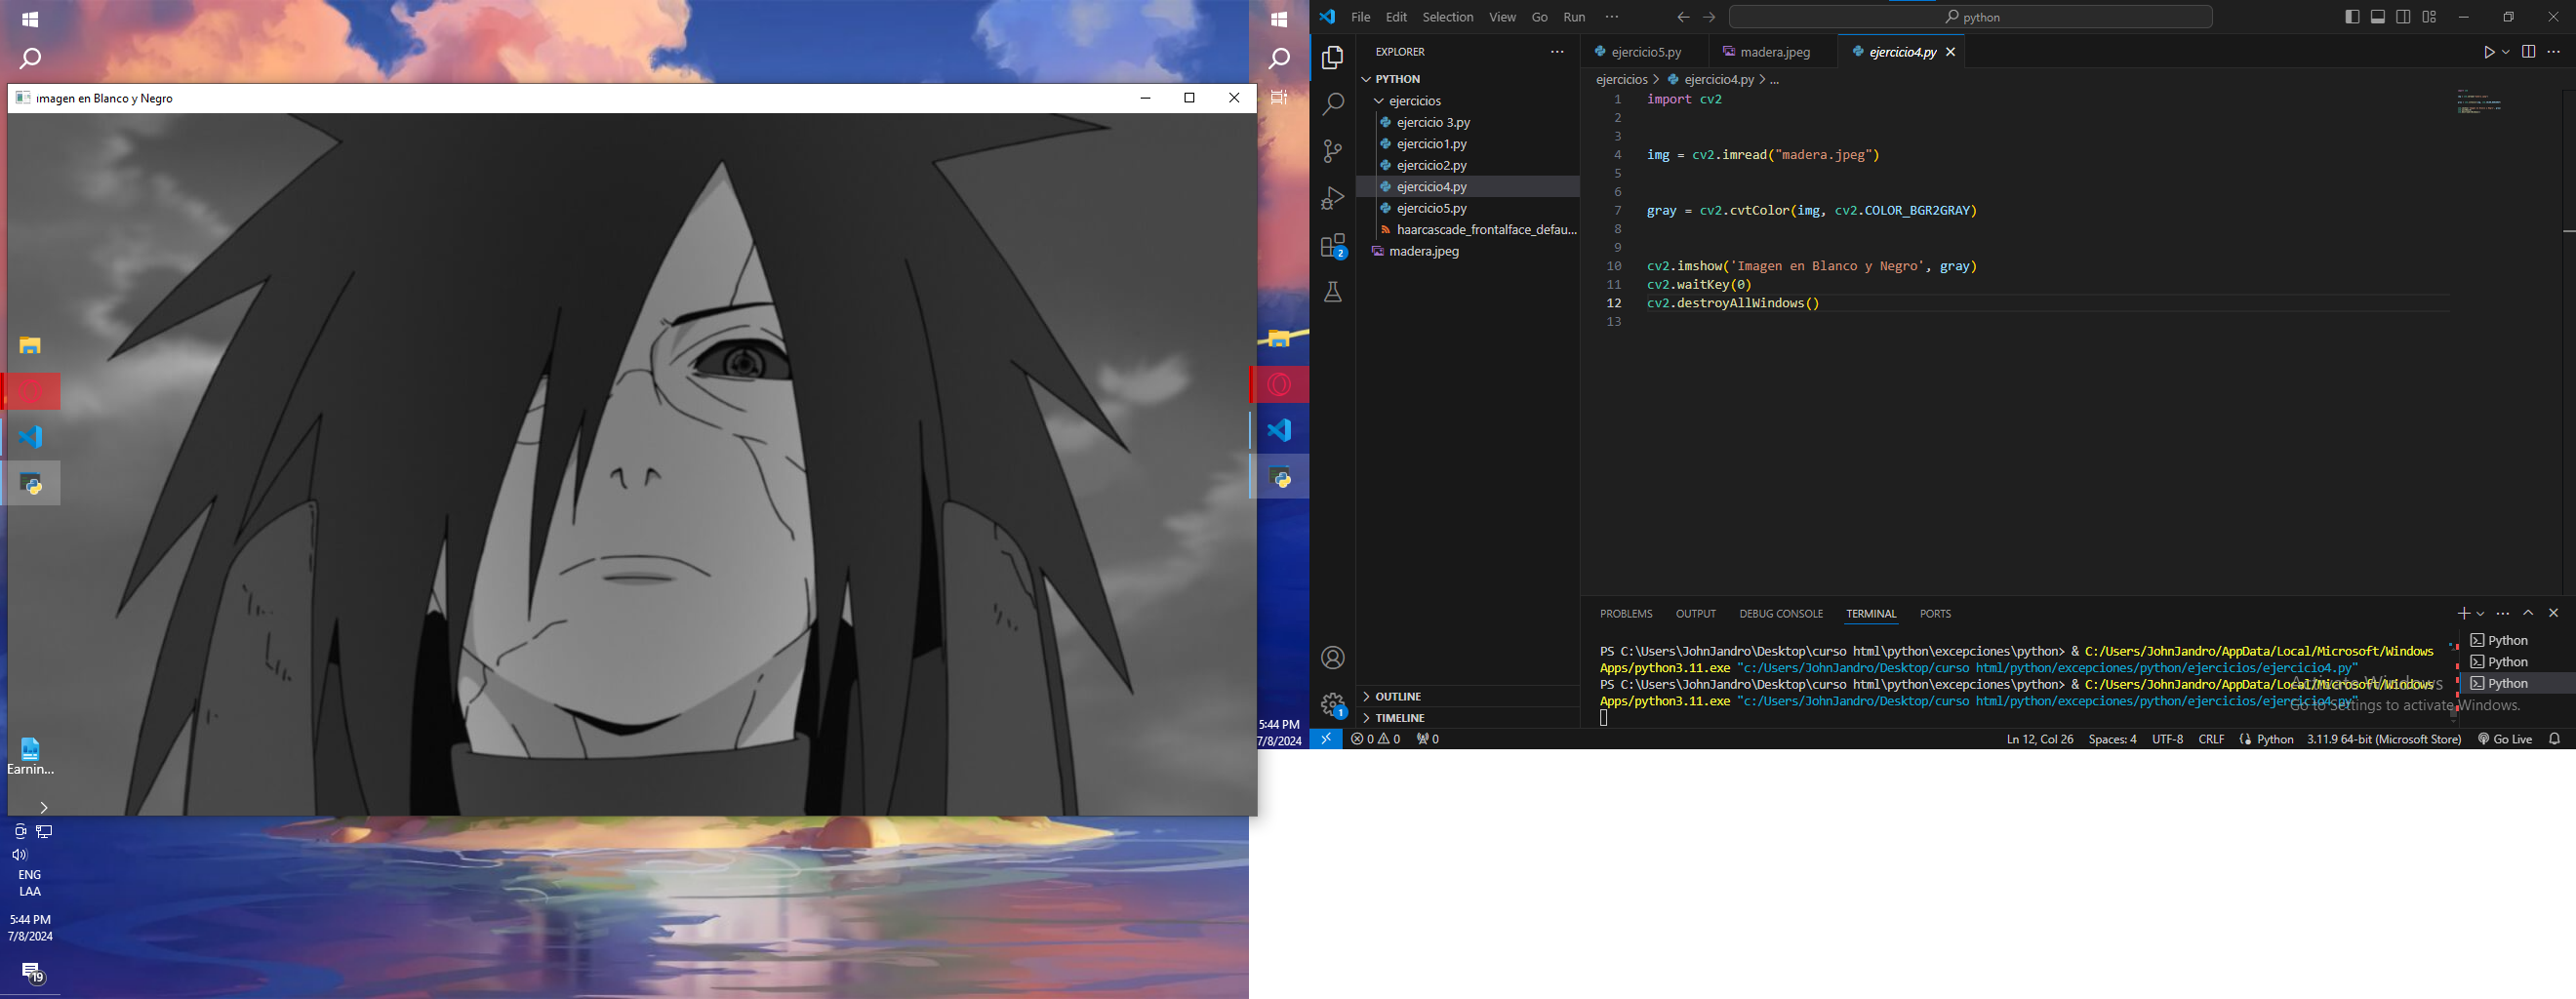 Imagen en Blanco y Negro
Earnin...
ENG
LAA
5:44 PM
7/8/2024
19
5:44 PM
7/8/2024
File Edit Selection View Go Run ...
python
EXPLORER
PYTHON
ejercicios
ejercicio 3.py
ejercicio1.py
ejercicio2.py
ejercicio4.py
ejercicio5.py
haarcascade_frontalface_defau...
madera.jpeg
OUTLINE
TIMELINE
2
1
ejercicio5.py madera.jpeg ejercicio4.py
ejercicios > ejercicio4.py > ...
1 import cv2
2
3
4 img = cv2.imread("madera.jpeg")
5
6
7 gray = cv2.cvtColor(img, cv2.COLOR_BGR2GRAY)
8
9
10 cv2.imshow('Imagen en Blanco y Negro', gray)
11 cv2.waitKey(0)
12 cv2.destroyAllWindows()
13
PROBLEMS OUTPUT DEBUG CONSOLE TERMINAL PORTS
PS C:\Users\JohnJandro\Desktop\curso html\python\excepciones\python> & C:/Users/JohnJandro/AppData/Local/Microsoft/Windows
Apps/python3.11.exe "c:/Users/JohnJandro/Desktop/curso html/python/excepciones/python/ejercicios/ejercicio4.py"
PS C:\Users\JohnJandro\Desktop\curso html\python\excepciones\python> & C:/Users/JohnJandro/AppData/Local/Microsoft/Windows
Apps/python3.11.exe "c:/Users/JohnJandro/Desktop/curso html/python/excepciones/python/ejercicios/ejercicio4.py"
Python
Python
Python
Activate Windows
Go to Settings to activate Windows.
0 0 0
Ln 12, Col 26 Spaces: 4 UTF-8 CRLF Python 3.11.9 64-bit (Microsoft Store) Go Live